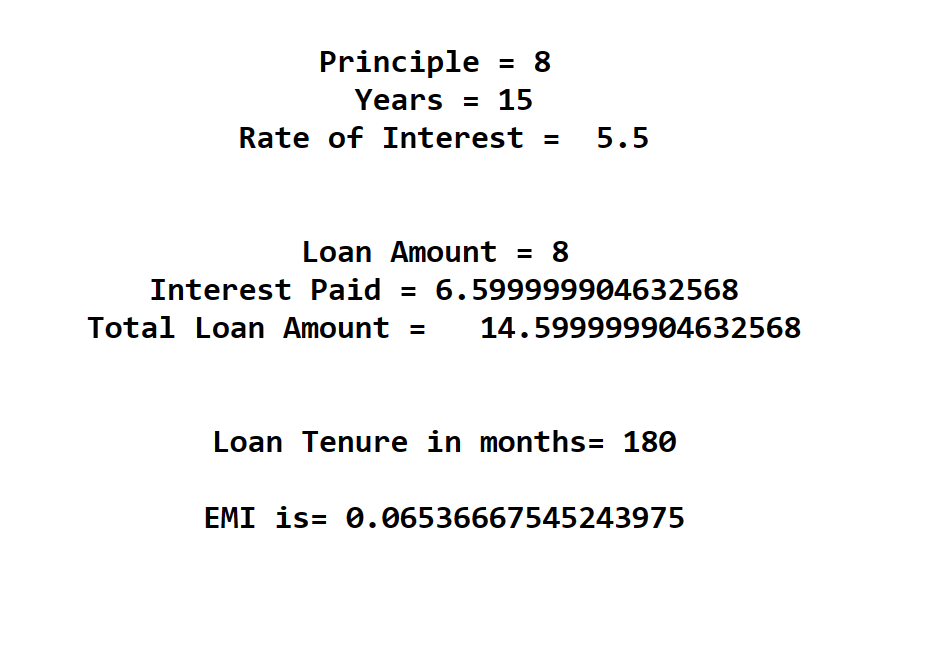 Principle = 8
Years = 15
Rate of Interest =  5.5
Loan Amount = 8
Interest Paid = 6.599999904632568
Total Loan Amount =   14.599999904632568
Loan Tenure in months= 180
EMI is= 0.06536667545243975